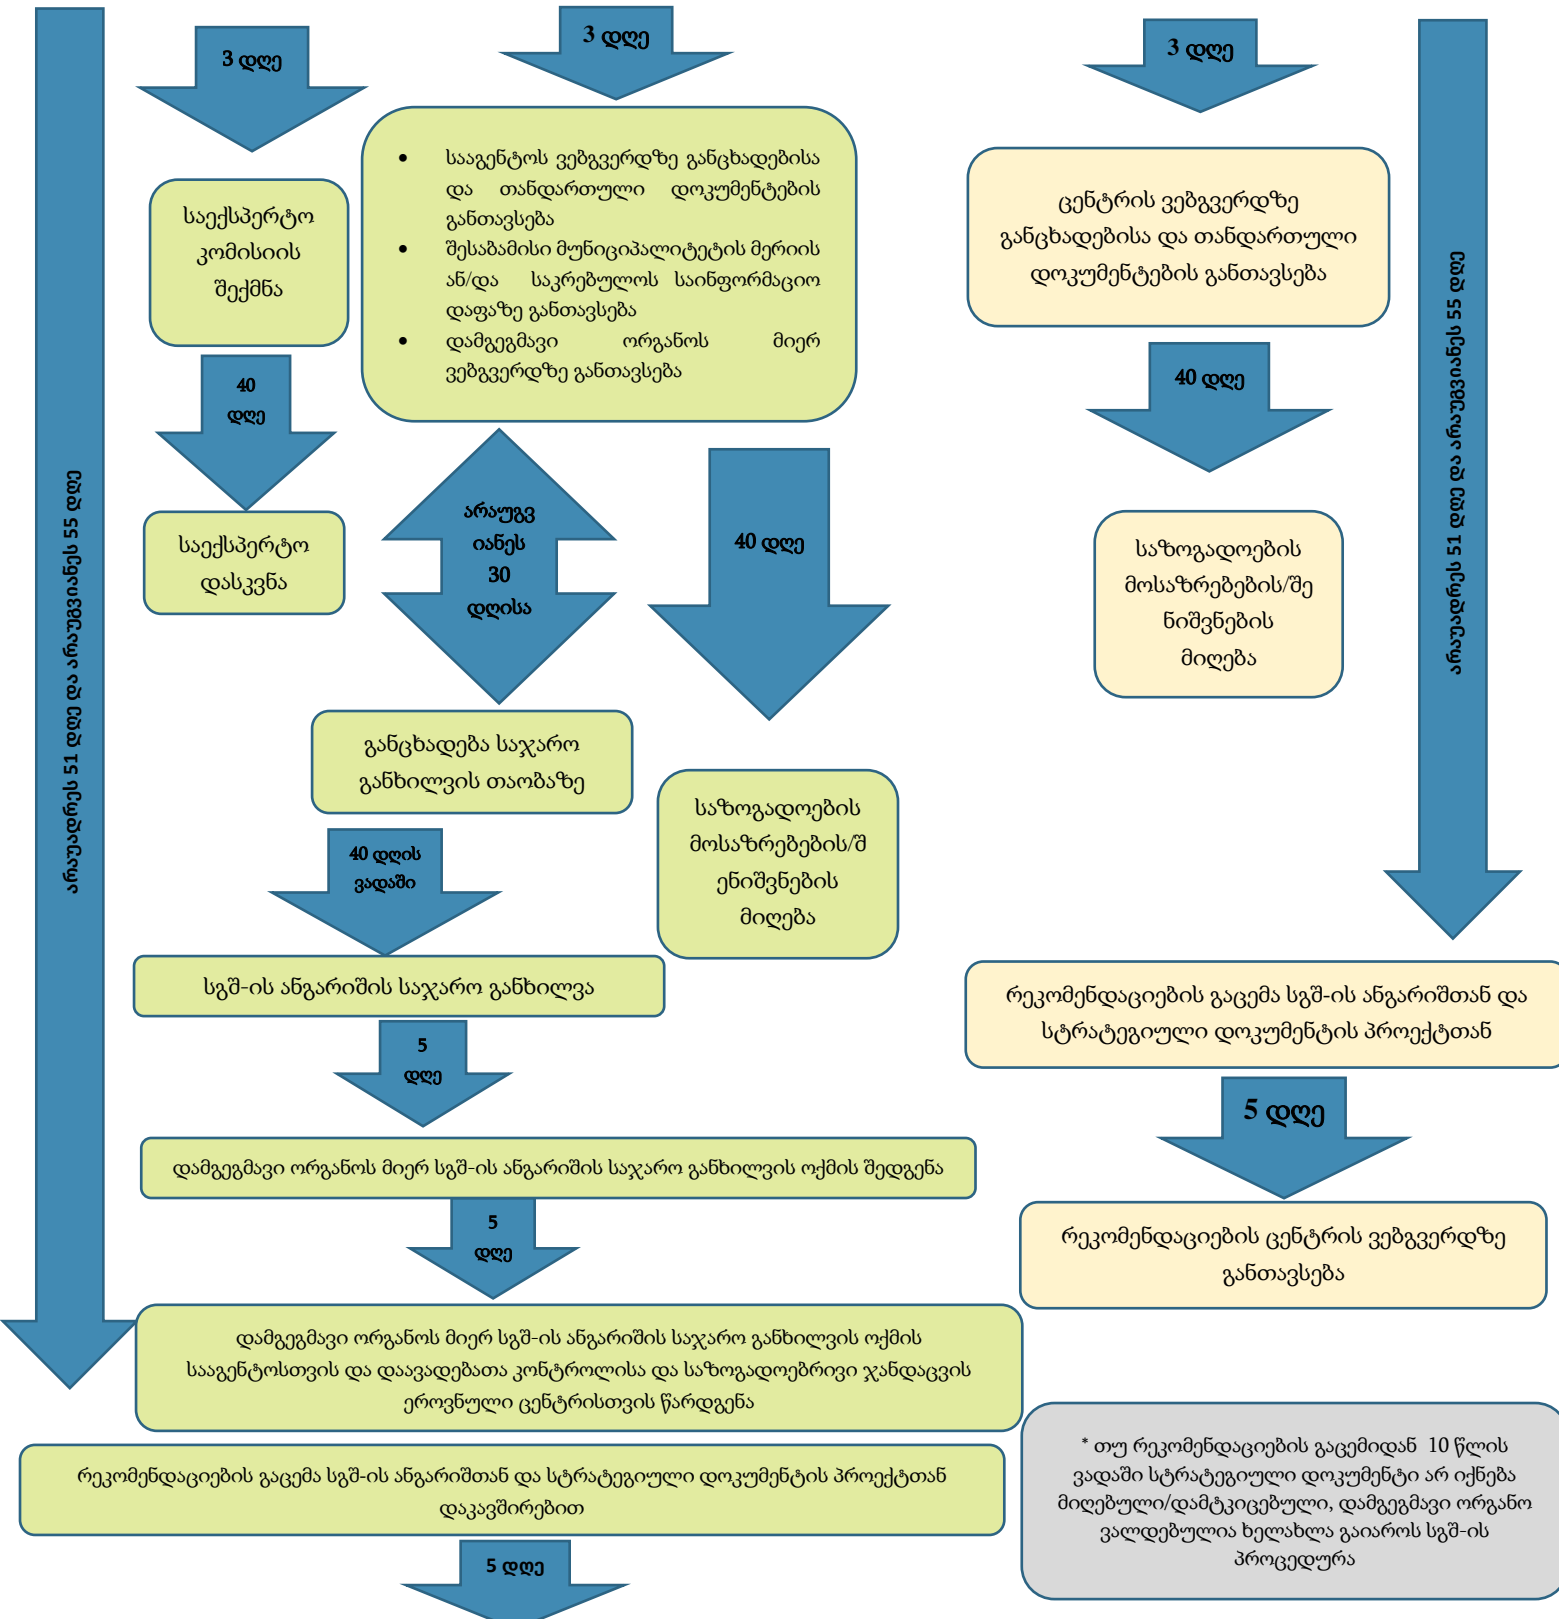 არაუადრეს 51 დღე და არაუგვიანეს 55 დღე
3 დღე
საექსპერტო
კომისიის
შექმნა
40
დღე
საექსპერტო
დასკვნა
3 დღე
• სააგენტოს ვებგვერდზე განცხადებისა
და თანდართული დოკუმენტების
განთავსება
• შესაბამისი მუნიციპალიტეტის მერიის
ან/და საკრებულოს საინფორმაციო
დაფაზე განთავსება
• დამგეგმავი ორგანოს მიერ
ვებგვერდზე განთავსება
არაუგვ
იანეს
30
დღისა
40 დღე
განცხადება საჯარო
განხილვის თაობაზე
საზოგადოების
მოსაზრებების/შ
ენიშვნების
მიღება
40 დღის
ვადაში
სგშ-ის ანგარიშის საჯარო განხილვა
5
დღე
დამგეგმავი ორგანოს მიერ სგშ-ის ანგარიშის საჯარო განხილვის ოქმის შედგენა
5
დღე
დამგეგმავი ორგანოს მიერ სგშ-ის ანგარიშის საჯარო განხილვის ოქმის
სააგენტოსთვის და დაავადებათა კონტროლისა და საზოგადოებრივი ჯანდაცვის
ეროვნული ცენტრისთვის წარდგენა
რეკომენდაციების გაცემა სგშ-ის ანგარიშთან და სტრატეგიული დოკუმენტის პროექტთან
დაკავშირებით
5 დღე
3 დღე
ცენტრის ვებგვერდზე
განცხადებისა და თანდართული
დოკუმენტების განთავსება
40 დღე
საზოგადოების
მოსაზრებების/შე
ნიშვნების
მიღება
არაუადრეს 51 დღე და არაუგვიანეს 55 დღე
რეკომენდაციების გაცემა სგშ-ის ანგარიშთან და
სტრატეგიული დოკუმენტის პროექტთან
5 დღე
რეკომენდაციების ცენტრის ვებგვერდზე
განთავსება
* თუ რეკომენდაციების გაცემიდან 10 წლის
ვადაში სტრატეგიული დოკუმენტი არ იქნება
მიღებული/დამტკიცებული, დამგეგმავი ორგანო
ვალდებულია ხელახლა გაიაროს სგშ-ის
პროცედურა